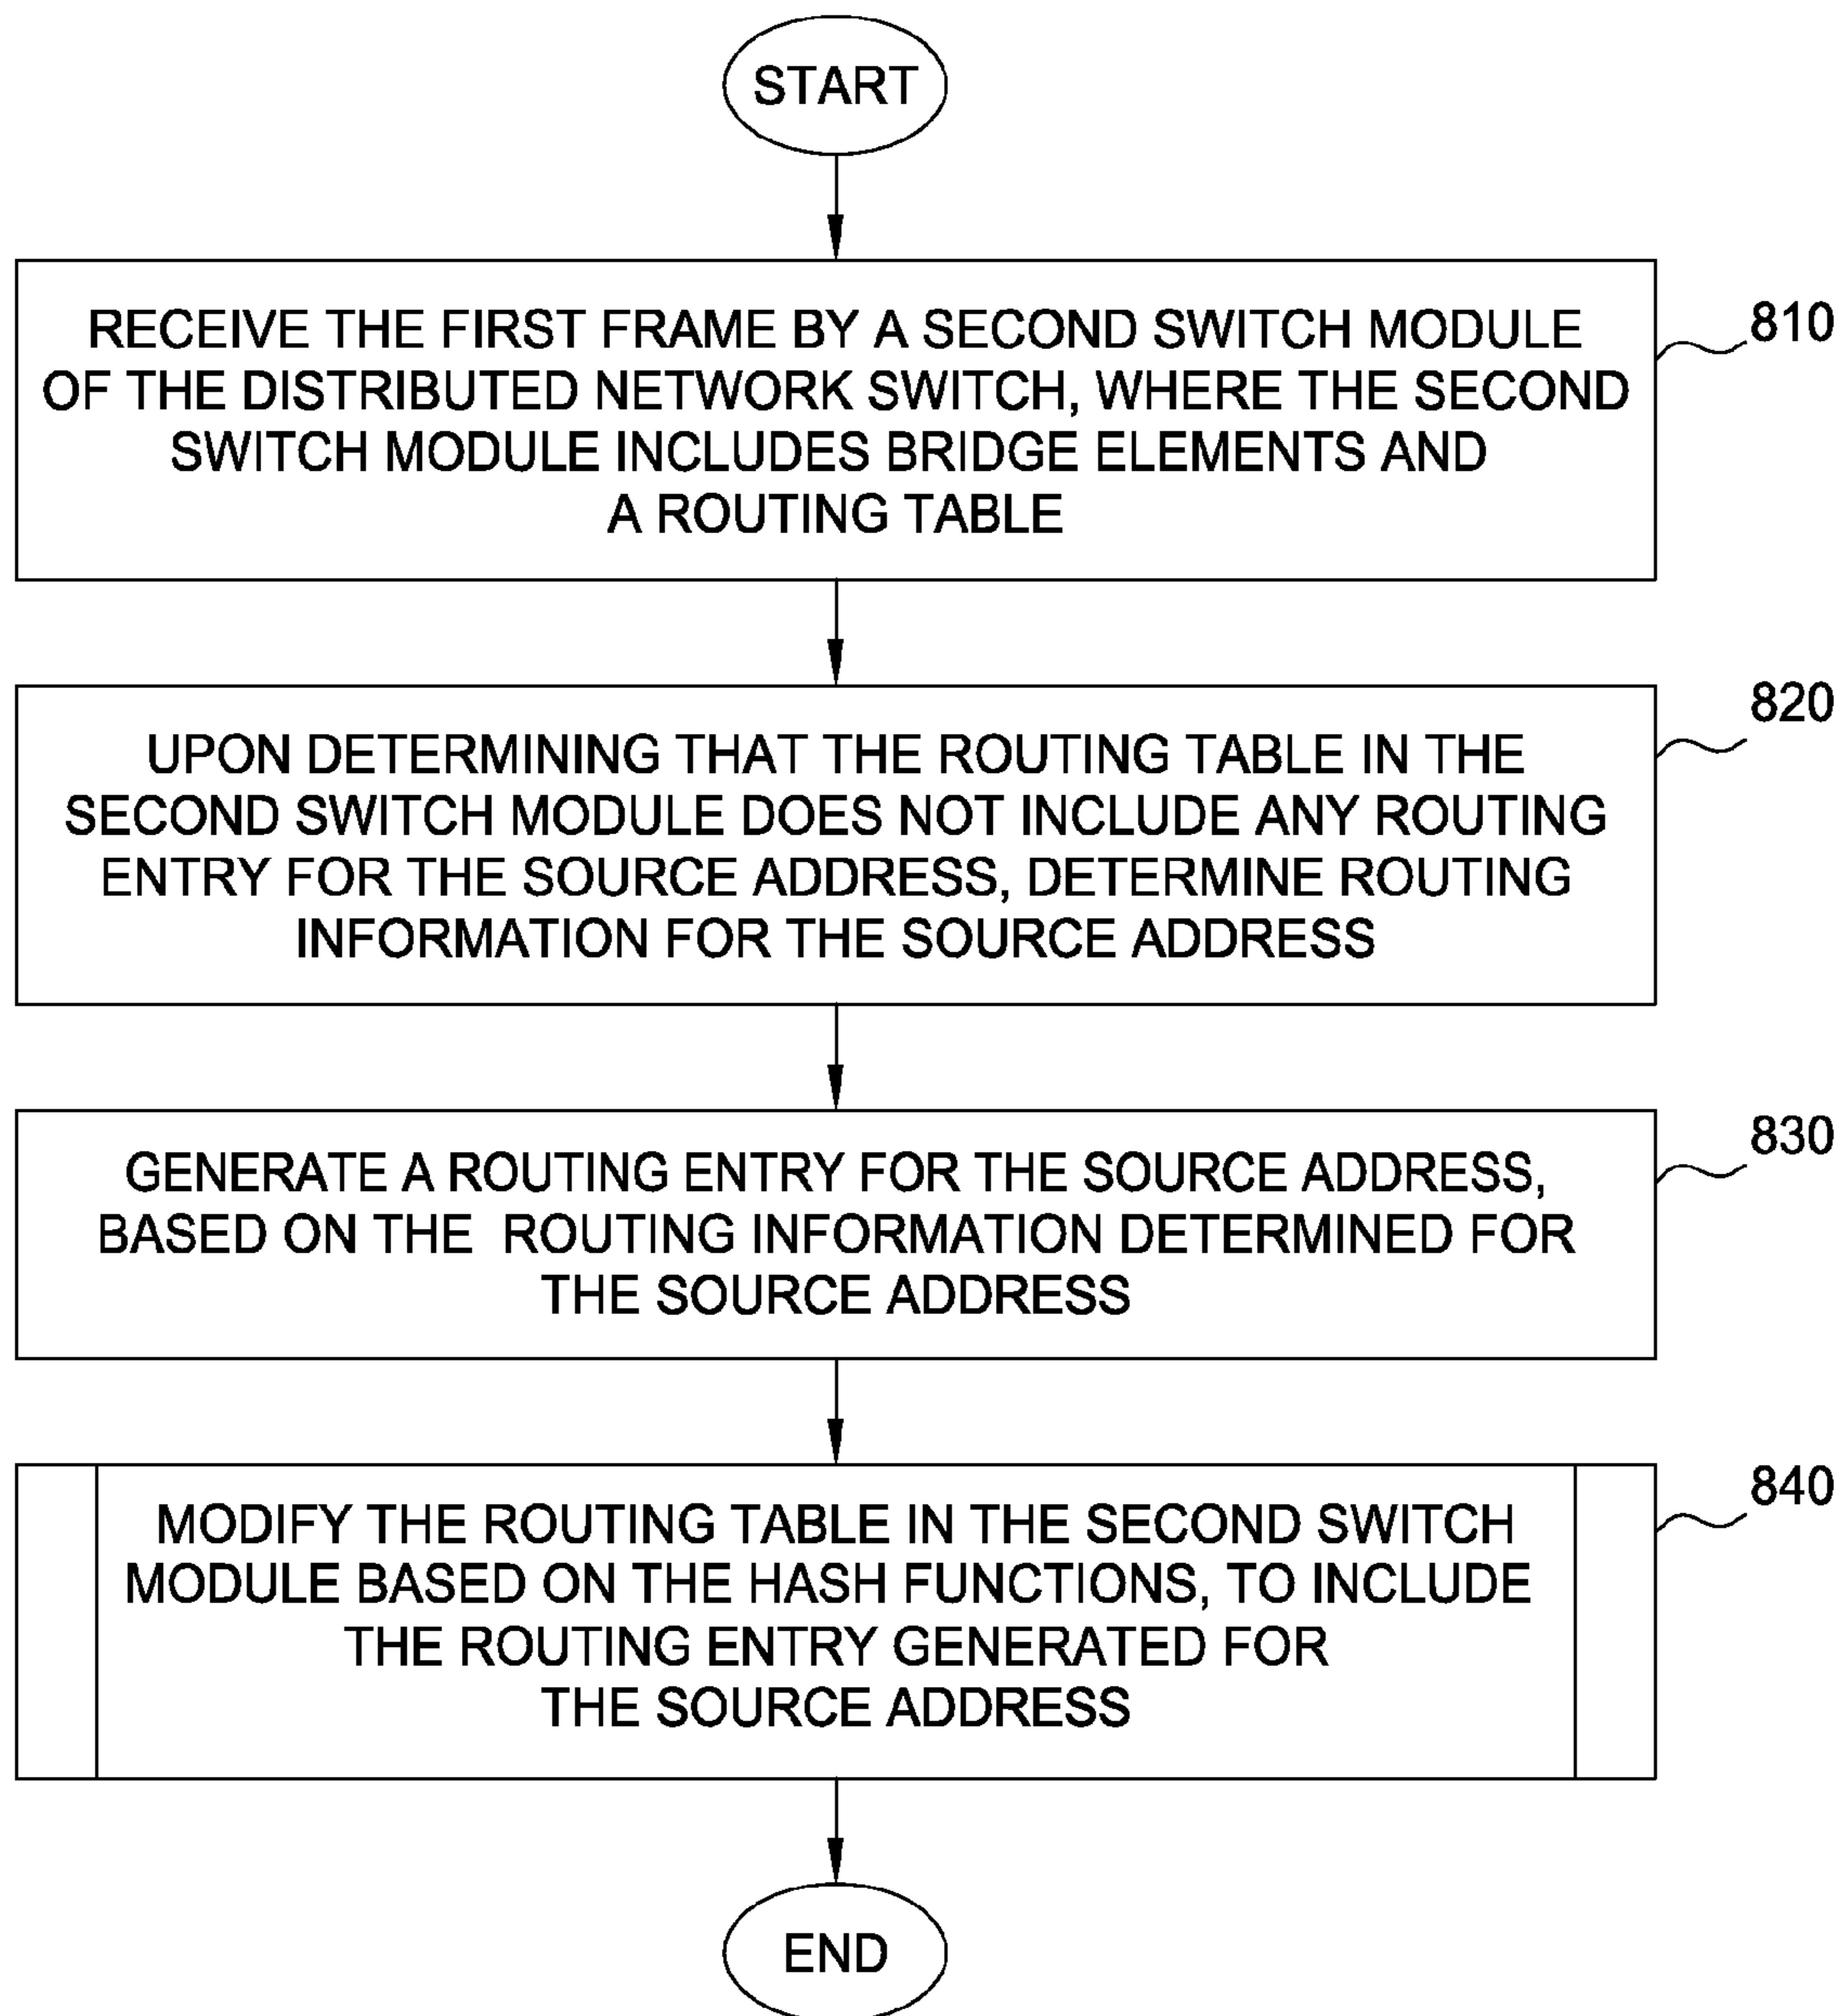 START
RECEIVE THE FIRST FRAME BY A SECOND SWITCH MODULE
OF THE DISTRIBUTED NETWORK SWITCH, WHERE THE SECOND
SWITCH MODULE INCLUDES BRIDGE ELEMENTS AND
A ROUTING TABLE
810
UPON DETERMINING THAT THE ROUTING TABLE IN THE
SECOND SWITCH MODULE DOES NOT INCLUDE ANY ROUTING
ENTRY FOR THE SOURCE ADDRESS, DETERMINE ROUTING
INFORMATION FOR THE SOURCE ADDRESS
820
GENERATE A ROUTING ENTRY FOR THE SOURCE ADDRESS,
BASED ON THE ROUTING INFORMATION DETERMINED FOR
THE SOURCE ADDRESS
830
MODIFY THE ROUTING TABLE IN THE SECOND SWITCH
MODULE BASED ON THE HASH FUNCTIONS, TO INCLUDE
THE ROUTING ENTRY GENERATED FOR
THE SOURCE ADDRESS
840
END